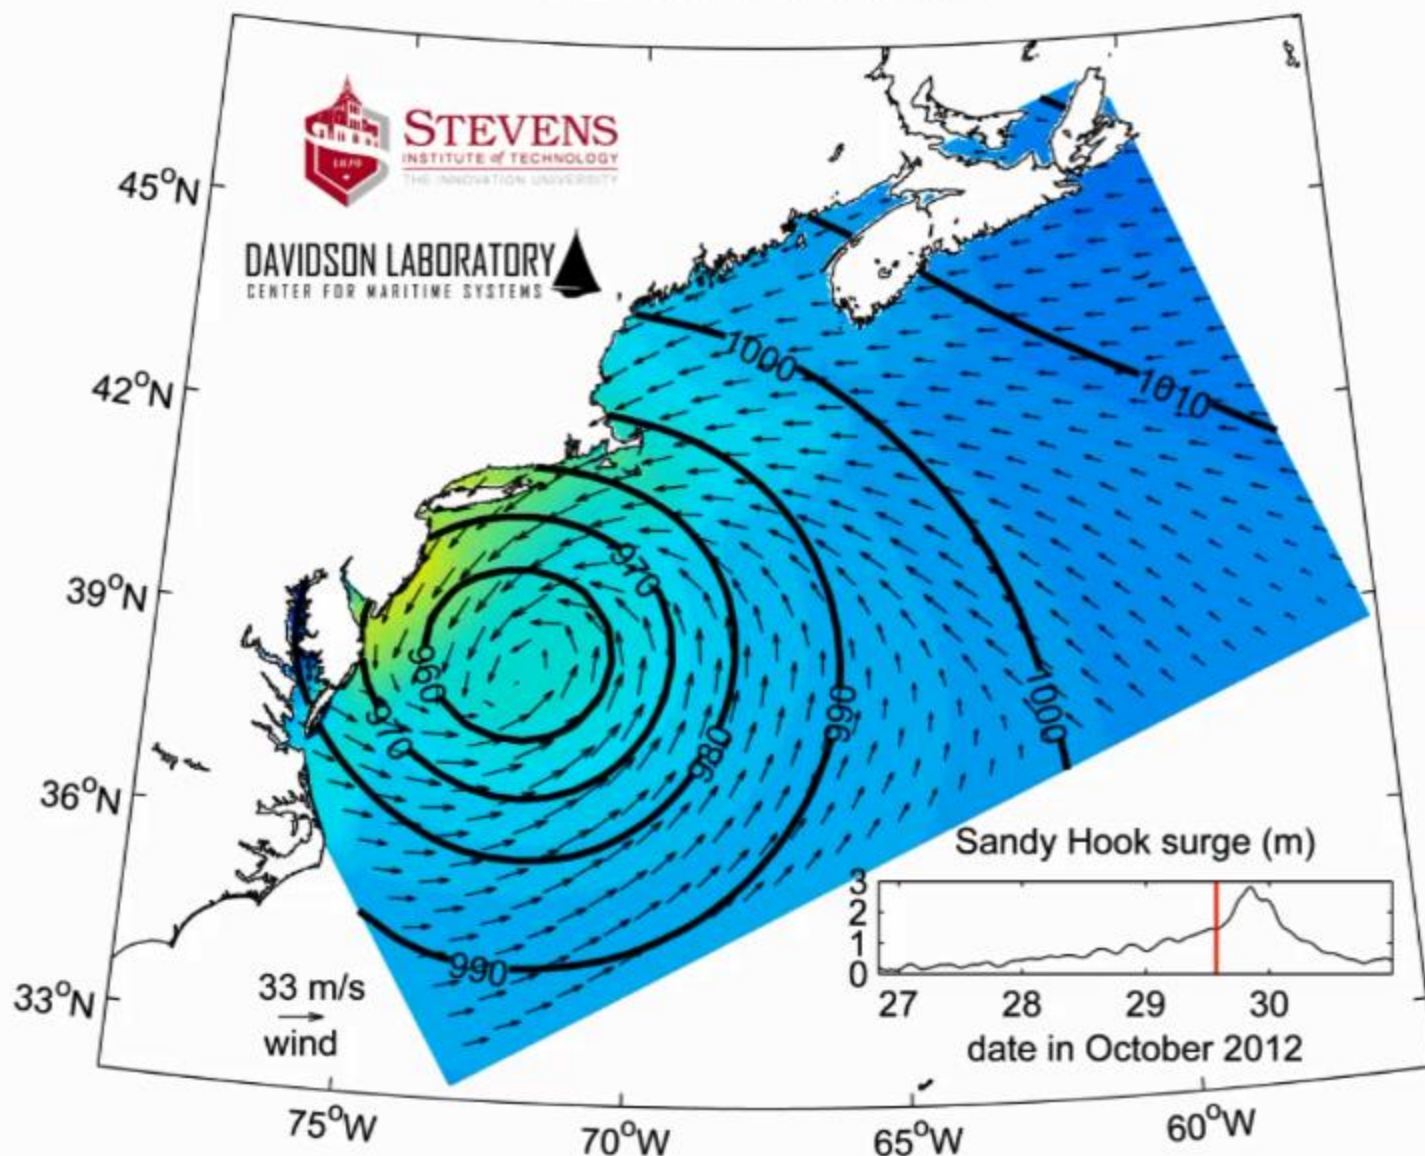 STEVENS
INSTITUTE of TECHNOLOGY
THE INNOVATION UNIVERSITY
1870
DAVIDSON LABORATORY
CENTER FOR MARITIME SYSTEMS
45°N
42°N
39°N
36°N
33°N
1000
1010
970
960
970
980
990
1000
990
33 m/s
wind
Sandy Hook surge (m)
3
2
1
0
27 28 29 30
date in October 2012
75°W 70°W 65°W 60°W